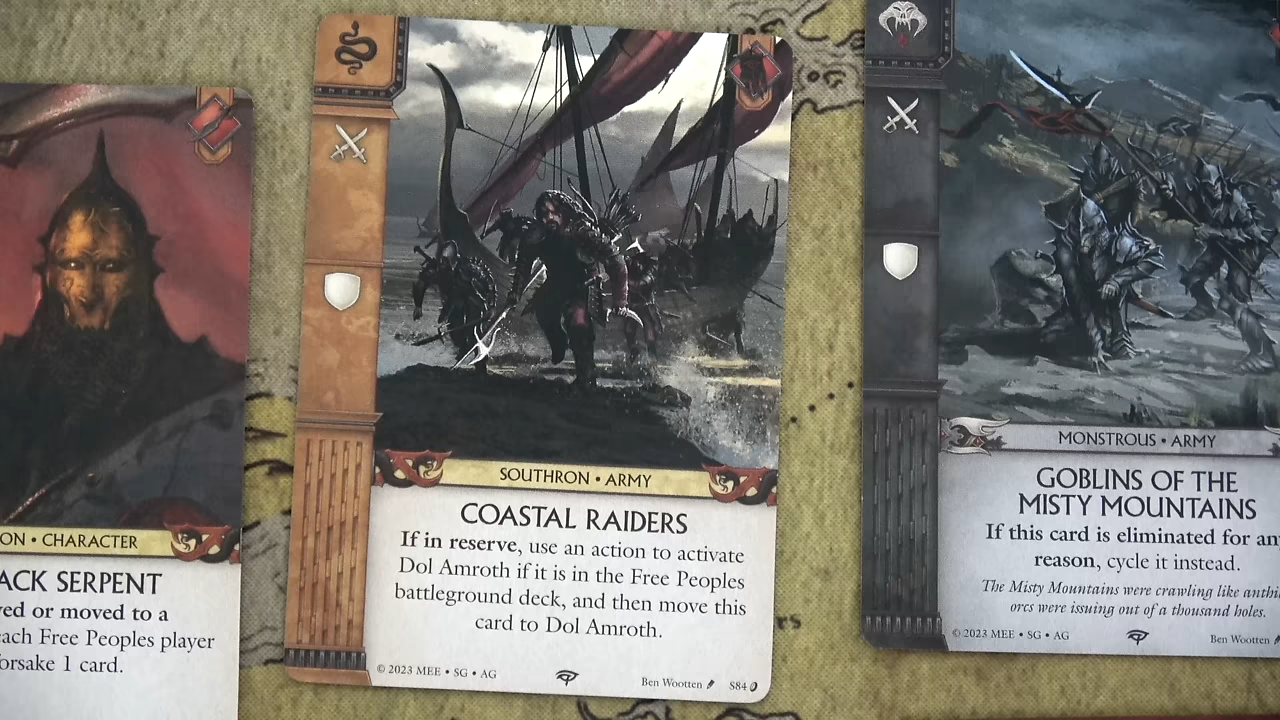 ON • CHARACTER
ACK SERPENT
ved or moved to a
each Free Peoples player
forsake 1 card.
SOUTHRON • ARMY
COASTAL RAIDERS
If in reserve, use an action to activate
Dol Amroth if it is in the Free Peoples
battleground deck, and then move this
card to Dol Amroth.
© 2023 MEE • SG • AG
Ben Wootten
S84
MONSTROUS • ARMY
GOBLINS OF THE
MISTY MOUNTAINS
If this card is eliminated for any
reason, cycle it instead.
The Misty Mountains were crawling like anthi
orcs were issuing out of a thousand holes.
© 2023 MEE • SG • AG
Ben Wootten